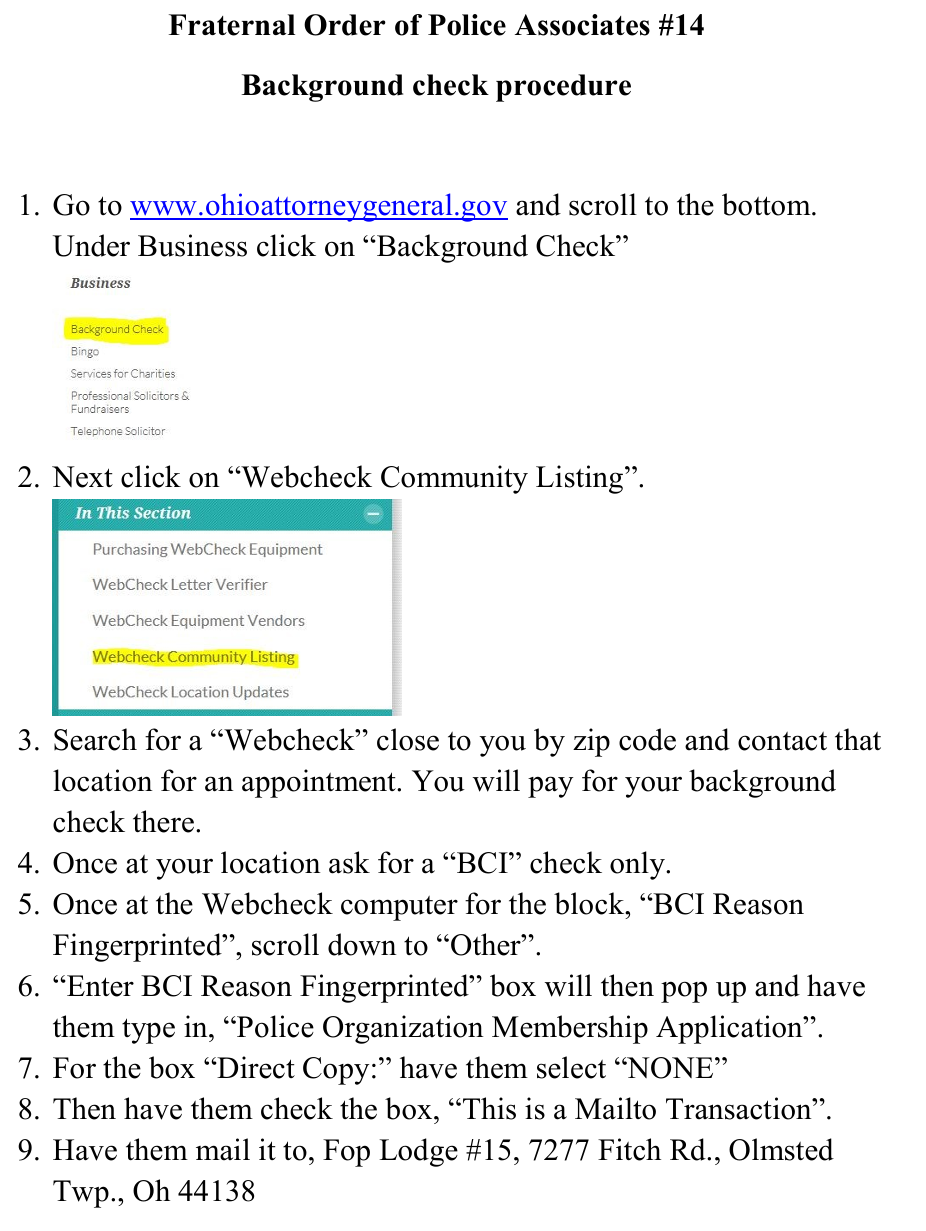 Fraternal Order of Police Associates #14
Background check procedure
1. Go to www.ohioattorneygeneral.gov and scroll to the bottom.
Under Business click on “Background Check”
Business
Background Check
Bingo
Services for Charities
Professional Solicitors &
Fundraisers
Telephone Solicitor
2. Next click on “Webcheck Community Listing”.
In This Section
Purchasing WebCheck Equipment
WebCheck Letter Verifier
WebCheck Equipment Vendors
Webcheck Community Listing
WebCheck Location Updates
3. Search for a “Webcheck” close to you by zip code and contact that
location for an appointment. You will pay for your background
check there.
4. Once at your location ask for a “BCI” check only.
5. Once at the Webcheck computer for the block, “BCI Reason
Fingerprinted”, scroll down to “Other”.
6. “Enter BCI Reason Fingerprinted” box will then pop up and have
them type in, “Police Organization Membership Application”.
7. For the box “Direct Copy:” have them select “NONE”
8. Then have them check the box, “This is a Mailto Transaction”.
9. Have them mail it to, Fop Lodge #15, 7277 Fitch Rd., Olmsted
Twp., Oh 44138